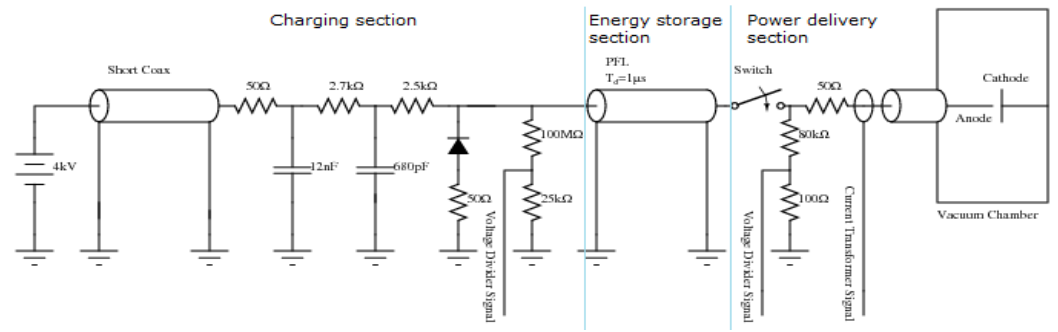 Charging section
Energy storage
section
Power delivery
section
Short Coax
50Ω
2.7kΩ
2.5kΩ
PFL
T_d=1μs
Switch
50Ω
Cathode
Anode
4kV
12nF
680pF
50Ω
100MΩ
25kΩ
80kΩ
100Ω
Voltage Divider Signal
Voltage Divider Signal
Current Transformer Signal
Vacuum Chamber